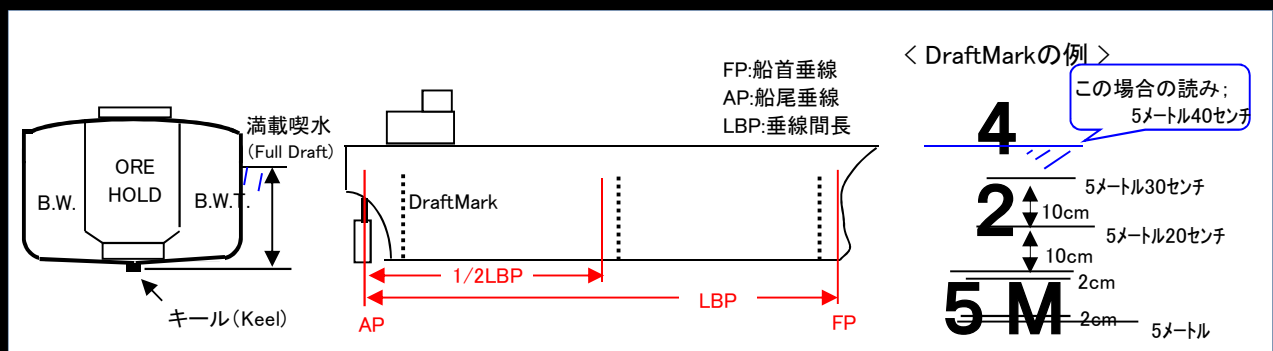 満載喫水
(Full Draft)
ORE
HOLD
B.W.
B.W.T.
キール(Keel)
FP:船首垂線
AP:船尾垂線
LBP:垂線間長
DraftMark
1/2LBP
LBP
AP
FP
< DraftMarkの例 >
この場合の読み;
5メートル40センチ
4
5メートル30センチ
2
10cm
5メートル20センチ
10cm
2cm
5 M
2cm
5メートル